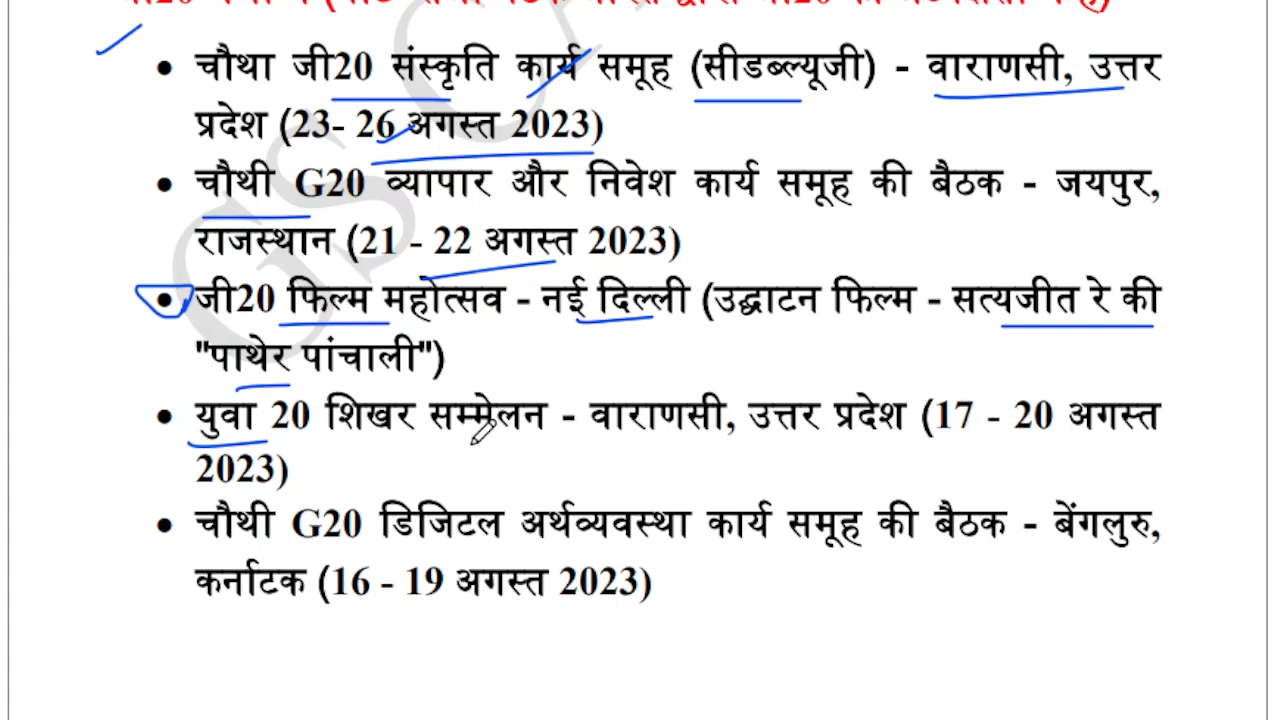 चौथा जी20 संस्कृति कार्य समूह (सीडब्ल्यूजी) - वाराणसी, उत्तर
प्रदेश (23- 26 अगस्त 2023)
चौथी G20 व्यापार और निवेश कार्य समूह की बैठक - जयपुर,
राजस्थान (21 - 22 अगस्त 2023)
जी20 फिल्म महोत्सव - नई दिल्ली (उद्घाटन फिल्म - सत्यजीत रे की
"पाथेर पांचाली")
युवा 20 शिखर सम्मेलन - वाराणसी, उत्तर प्रदेश (17 - 20 अगस्त
2023)
चौथी G20 डिजिटल अर्थव्यवस्था कार्य समूह की बैठक - बेंगलुरु,
कर्नाटक (16 - 19 अगस्त 2023)